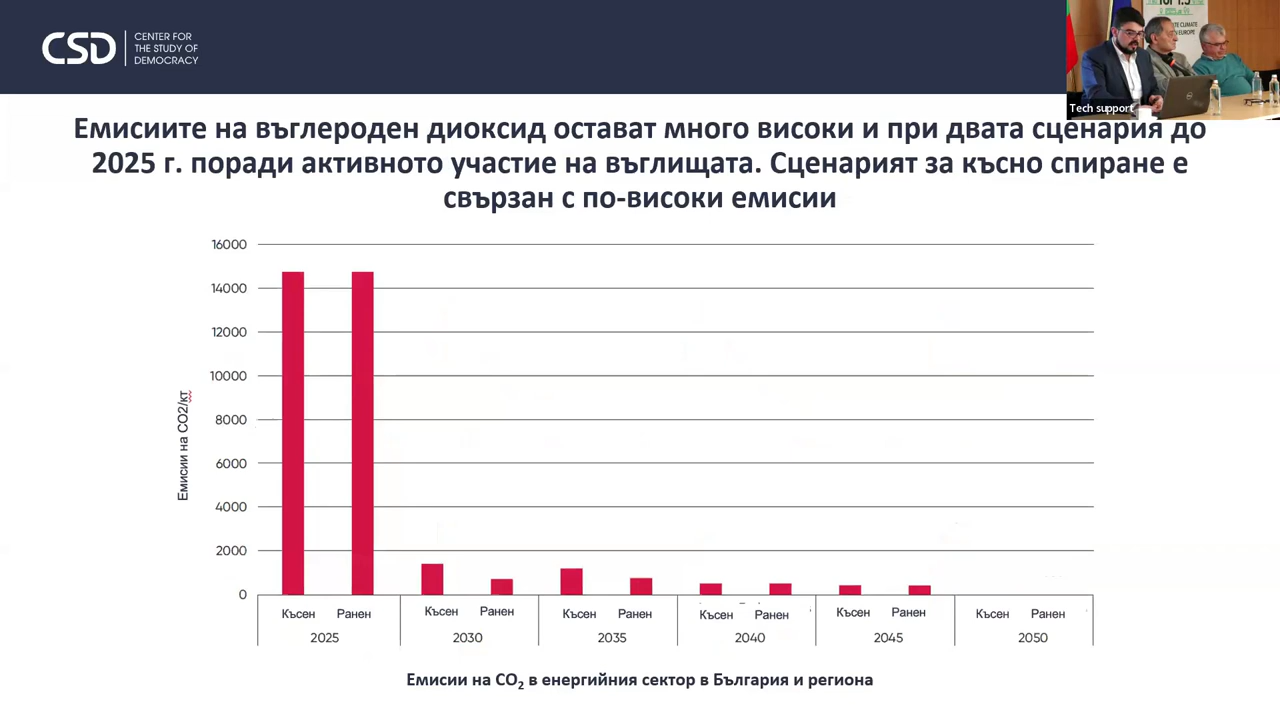 CSD
CENTER FOR
THE STUDY OF
DEMOCRACY
TE CLIMATE
EUROPE
Tech support
Емисиите на въглероден диоксид остават много високи и при двата сценария до
2025 г. поради активното участие на въглищата. Сценарият за късно спиране е
свързан с по-високи емисии
Емисии на CO2/кт
16000
14000
12000
10000
8000
6000
4000
2000
0
Късен Ранен Късен Ранен Късен Ранен Късен Ранен Късен Ранен Късен Ранен
2025 2030 2035 2040 2045 2050
Емисии на CO2 в енергийния сектор в България и региона